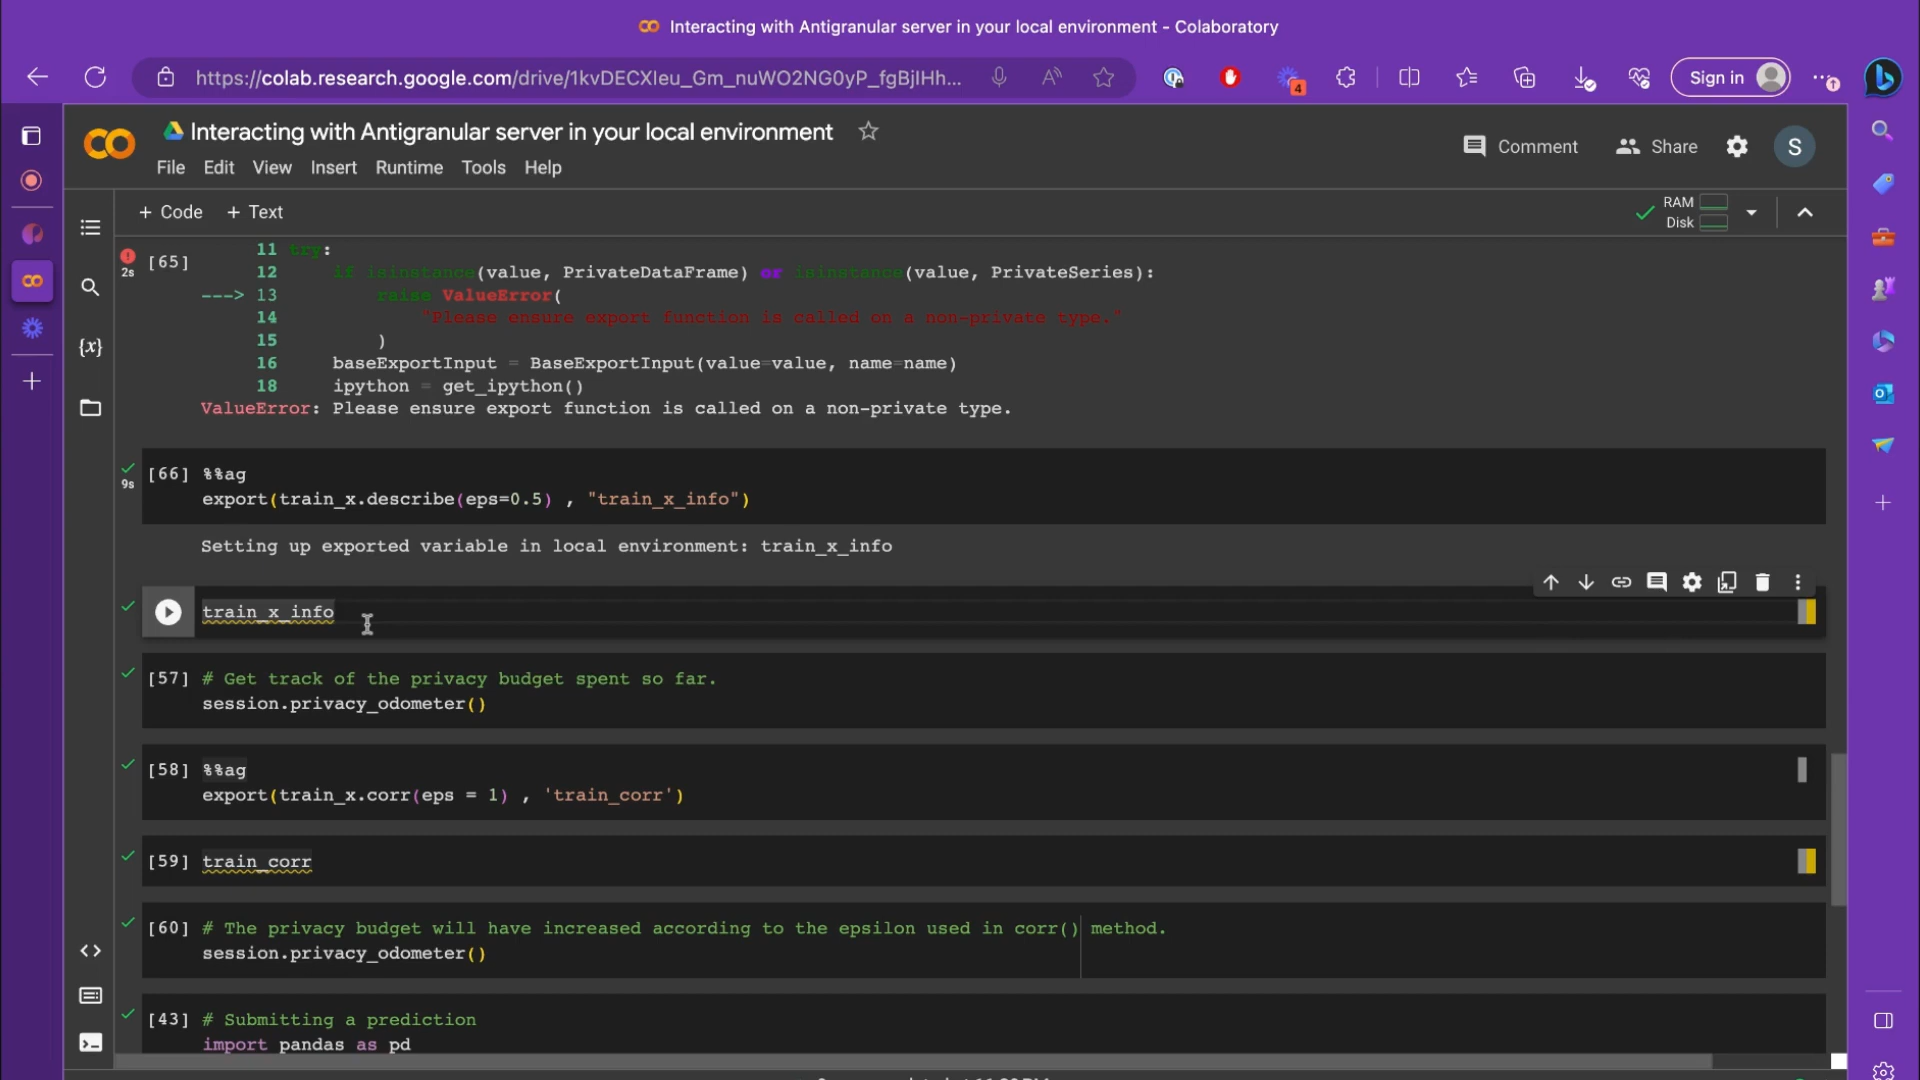 Interacting with Antigranular server in your local environment - Colaboratory
https://colab.research.google.com/drive/1kvDECXIeu_Gm_nuWO2NG0yP_fgBjIHh...
4
Sign in
Interacting with Antigranular server in your local environment
Comment
Share
S
File Edit View Insert Runtime Tools Help
+ Code + Text
RAM
Disk
2s
[65]
11 try:
12 if isinstance(value, PrivateDataFrame) or isinstance(value, PrivateSeries):
---> 13 raise ValueError(
14 "Please ensure export function is called on a non-private type."
15 )
16 baseExportInput = BaseExportInput(value=value, name=name)
18 ipython = get_ipython()
ValueError: Please ensure export function is called on a non-private type.
9s
[66] %%ag
export(train_x.describe(eps=0.5) , "train_x_info")
Setting up exported variable in local environment: train_x_info
train_x_info
[57] # Get track of the privacy budget spent so far.
session.privacy_odometer()
[58] %%ag
export(train_x.corr(eps = 1) , 'train_corr')
[59] train_corr
[60] # The privacy budget will have increased according to the epsilon used in corr() method.
session.privacy_odometer()
[43] # Submitting a prediction
import pandas as pd